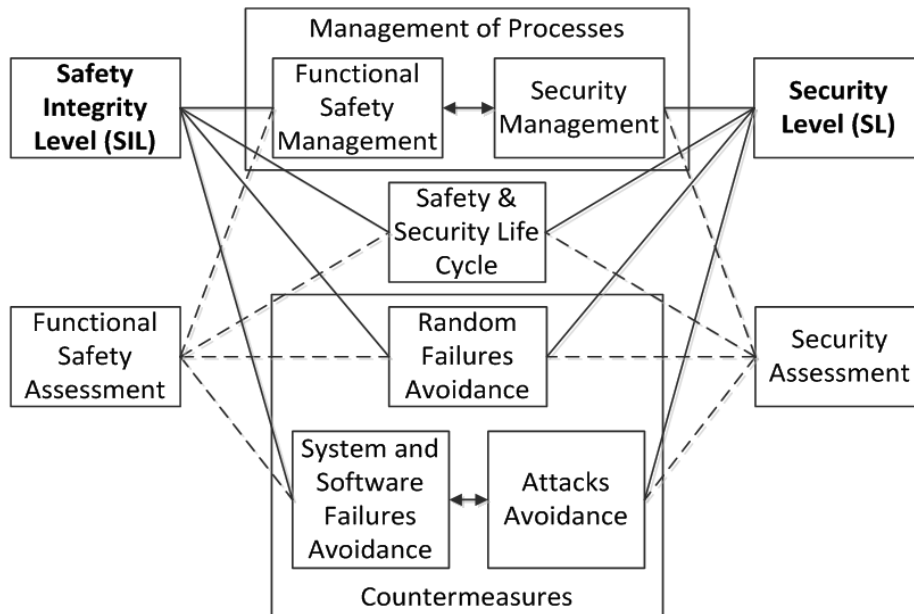 Management of Processes
Safety
Integrity
Level (SIL)
Functional
Safety
Management
Security
Management
Security
Level (SL)
Safety &
Security Life
Cycle
Functional
Safety
Assessment
Random
Failures
Avoidance
Security
Assessment
System and
Software
Failures
Avoidance
Attacks
Avoidance
Countermeasures